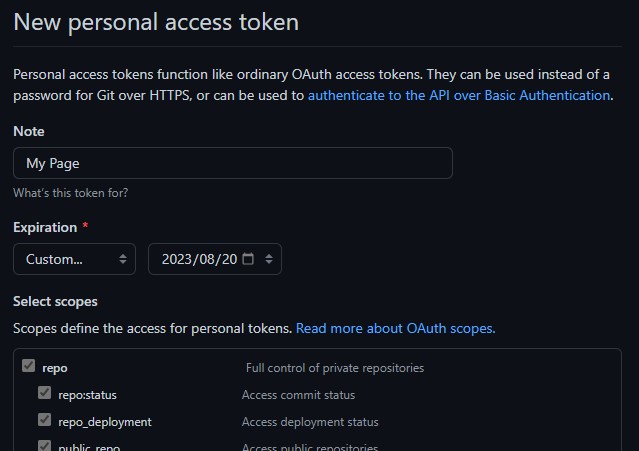 New personal access token
Personal access tokens function like ordinary OAuth access tokens. They can be used instead of a
password for Git over HTTPS, or can be used to authenticate to the API over Basic Authentication.
Note
My Page
What's this token for?
Expiration *
Custom... 2023/08/20
Select scopes
Scopes define the access for personal tokens. Read more about OAuth scopes.
repo Full control of private repositories
repo:status Access commit status
repo_deployment Access deployment status
public_repo Access public repositories